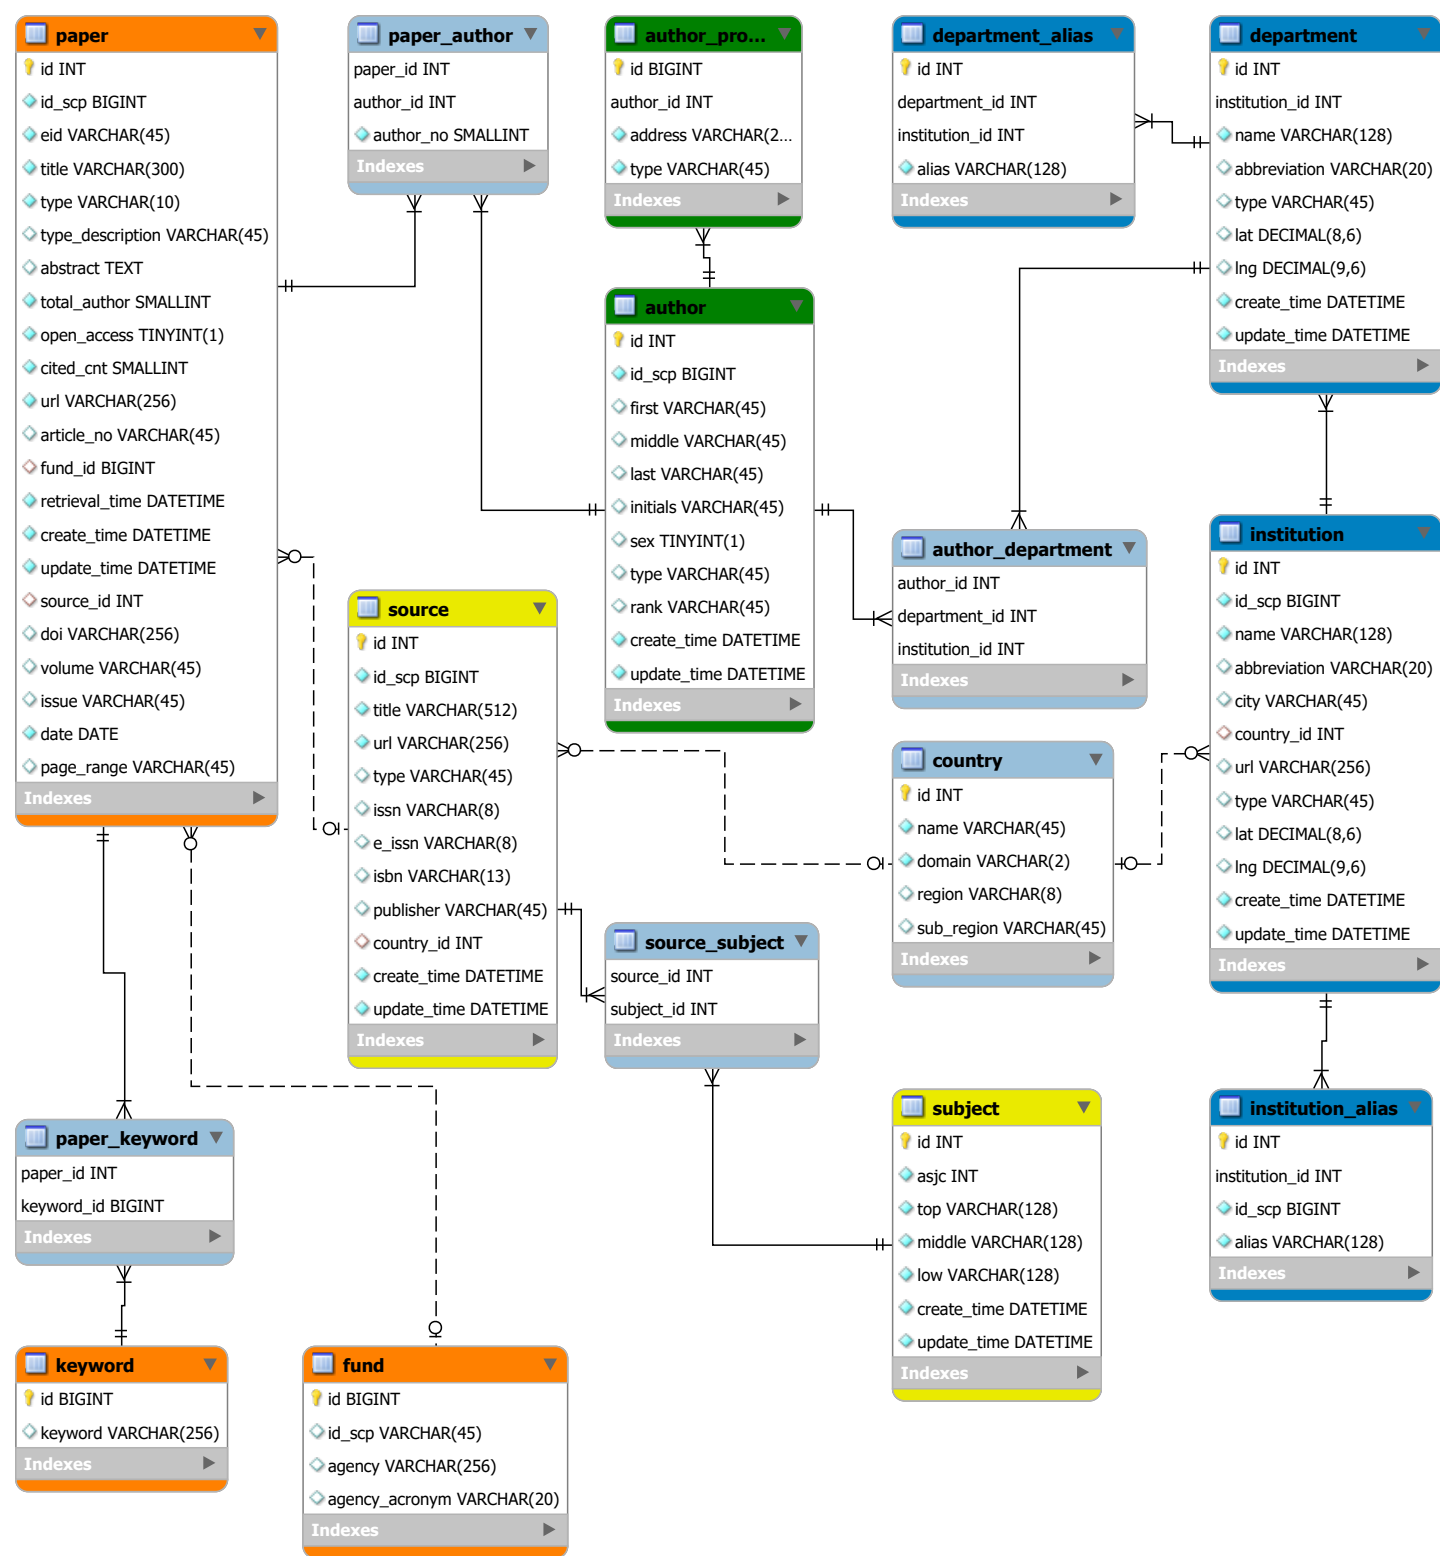 paper
id INT
id_scp BIGINT
eid VARCHAR(45)
title VARCHAR(300)
type VARCHAR(10)
type_description VARCHAR(45)
abstract TEXT
total_author SMALLINT
open_access TINYINT(1)
cited_cnt SMALLINT
url VARCHAR(256)
article_no VARCHAR(45)
fund_id BIGINT
retrieval_time DATETIME
create_time DATETIME
update_time DATETIME
source_id INT
doi VARCHAR(256)
volume VARCHAR(45)
issue VARCHAR(45)
date DATE
page_range VARCHAR(45)
Indexes
paper_author
paper_id INT
author_id INT
author_no SMALLINT
Indexes
author_pro...
id BIGINT
author_id INT
address VARCHAR(2...
type VARCHAR(45)
Indexes
department_alias
id INT
department_id INT
institution_id INT
alias VARCHAR(128)
Indexes
department
id INT
institution_id INT
name VARCHAR(128)
abbreviation VARCHAR(20)
type VARCHAR(45)
lat DECIMAL(8,6)
lng DECIMAL(9,6)
create_time DATETIME
update_time DATETIME
Indexes
author
id INT
id_scp BIGINT
first VARCHAR(45)
middle VARCHAR(45)
last VARCHAR(45)
initials VARCHAR(45)
sex TINYINT(1)
type VARCHAR(45)
rank VARCHAR(45)
create_time DATETIME
update_time DATETIME
Indexes
author_department
author_id INT
department_id INT
institution_id INT
Indexes
institution
id INT
id_scp BIGINT
name VARCHAR(128)
abbreviation VARCHAR(20)
city VARCHAR(45)
country_id INT
url VARCHAR(256)
type VARCHAR(45)
lat DECIMAL(8,6)
lng DECIMAL(9,6)
create_time DATETIME
update_time DATETIME
Indexes
source
id INT
id_scp BIGINT
title VARCHAR(512)
url VARCHAR(256)
type VARCHAR(45)
issn VARCHAR(8)
e_issn VARCHAR(8)
isbn VARCHAR(13)
publisher VARCHAR(45)
country_id INT
create_time DATETIME
update_time DATETIME
Indexes
country
id INT
name VARCHAR(45)
domain VARCHAR(2)
region VARCHAR(8)
sub_region VARCHAR(45)
Indexes
source_subject
source_id INT
subject_id INT
Indexes
subject
id INT
asjc INT
top VARCHAR(128)
middle VARCHAR(128)
low VARCHAR(128)
create_time DATETIME
update_time DATETIME
Indexes
institution_alias
id INT
institution_id INT
id_scp BIGINT
alias VARCHAR(128)
Indexes
paper_keyword
paper_id INT
keyword_id BIGINT
Indexes
keyword
id BIGINT
keyword VARCHAR(256)
Indexes
fund
id BIGINT
id_scp VARCHAR(45)
agency VARCHAR(256)
agency_acronym VARCHAR(20)
Indexes